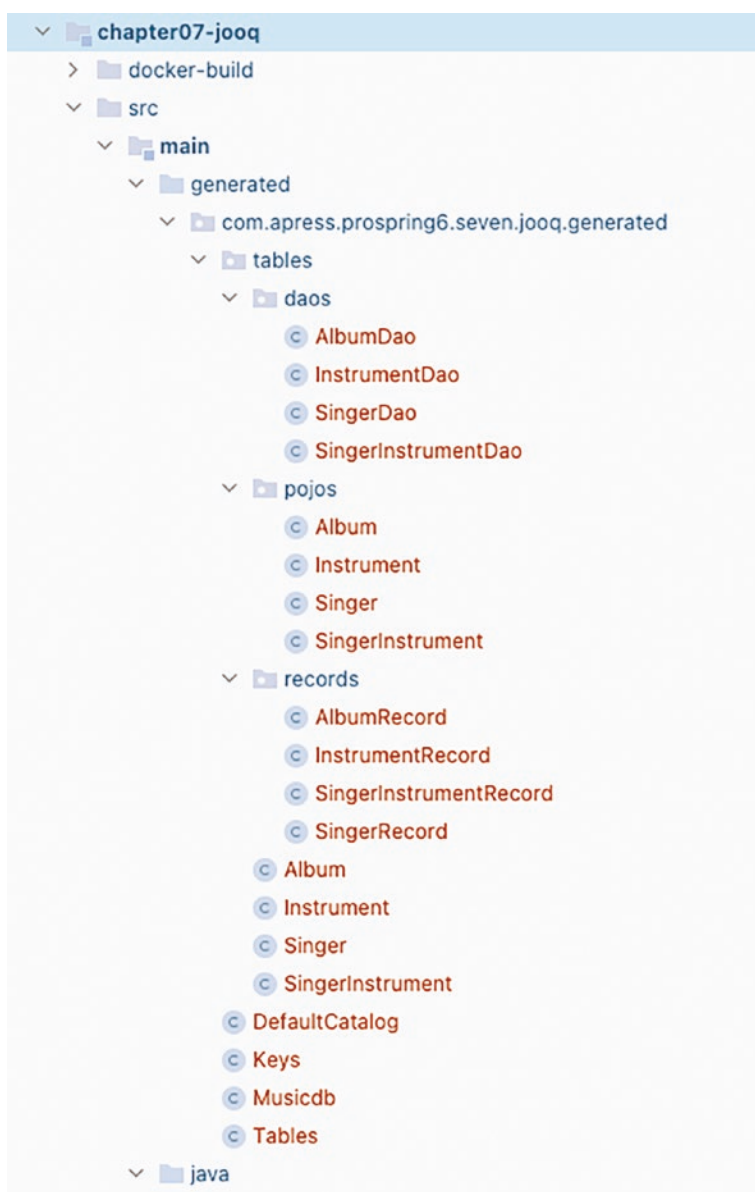 chapter07-jooq
docker-build
src
main
generated
com.apress.prospring6.seven.jooq.generated
tables
daos
AlbumDao
InstrumentDao
SingerDao
SingerInstrumentDao
pojos
Album
Instrument
Singer
SingerInstrument
records
AlbumRecord
InstrumentRecord
SingerInstrumentRecord
SingerRecord
Album
Instrument
Singer
SingerInstrument
DefaultCatalog
Keys
Musicdb
Tables
java